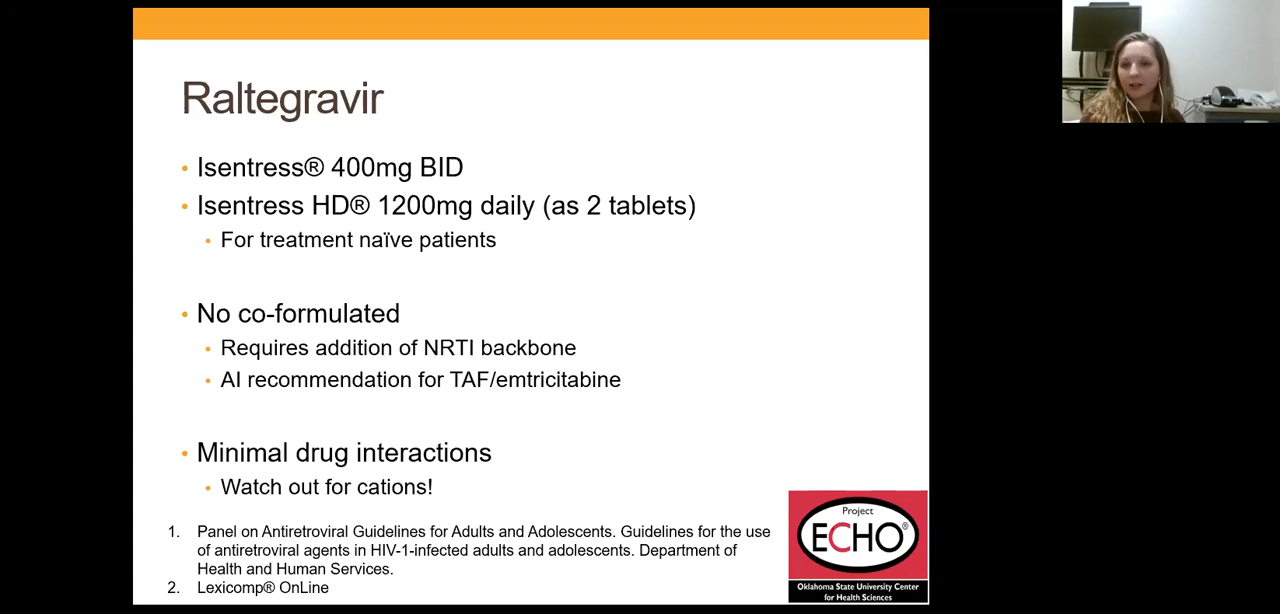 Raltegravir
• Isentress® 400mg BID
• Isentress HD® 1200mg daily (as 2 tablets)
• For treatment naïve patients
• No co-formulated
• Requires addition of NRTI backbone
• AI recommendation for TAF/emtricitabine
• Minimal drug interactions
• Watch out for cations!
1. Panel on Antiretroviral Guidelines for Adults and Adolescents. Guidelines for the use
of antiretroviral agents in HIV-1-infected adults and adolescents. Department of
Health and Human Services.
2. Lexicomp® OnLine
Project
ECHO®
Oklahoma State University Center
for Health Sciences